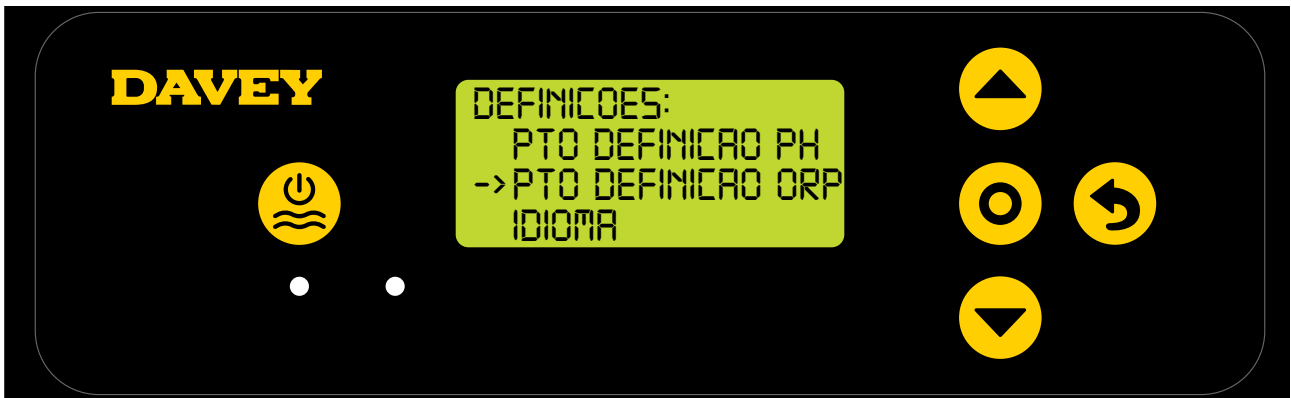 DAVEY
DEFINICOES:
PTO DEFINICAO PH
->PTO DEFINICAO ORP
IDIOMA